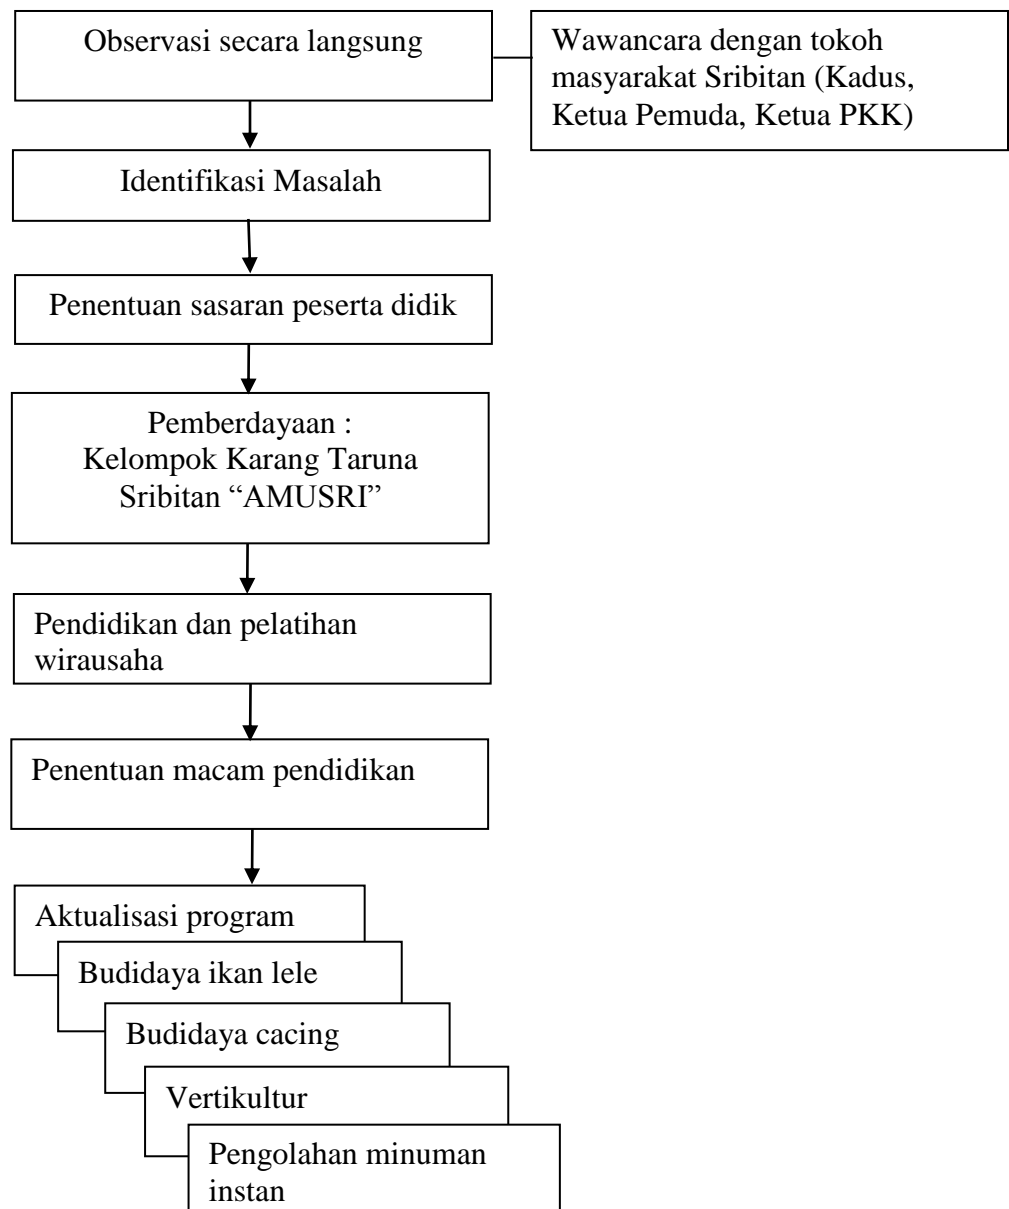 Observasi secara langsung
Wawancara dengan tokoh
masyarakat Sribitan (Kadus,
Ketua Pemuda, Ketua PKK)
Identifikasi Masalah
Penentuan sasaran peserta didik
Pemberdayaan :
Kelompok Karang Taruna
Sribitan “AMUSRI”
Pendidikan dan pelatihan
wirausaha
Penentuan macam pendidikan
Aktualisasi program
Budidaya ikan lele
Budidaya cacing
Vertikultur
Pengolahan minuman
instan